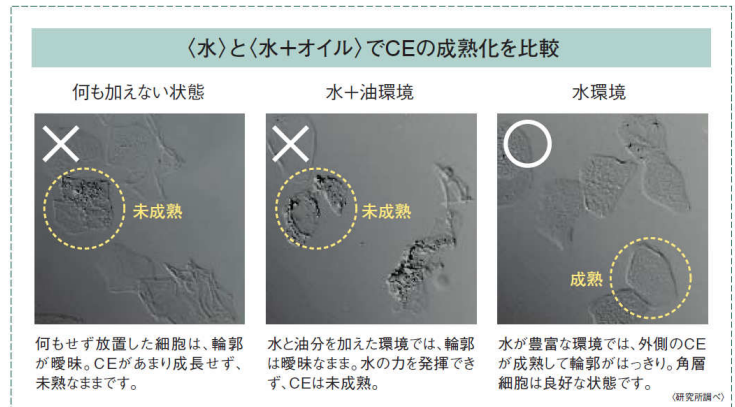 〈水〉と〈水＋オイル〉でCEの成熟化を比較
何も加えない状態
未成熟
何もせず放置した細胞は、輪郭
が曖昧。CEがあまり成長せず、
未熟なままです。
水＋油環境
未成熟
水と油分を加えた環境では、輪郭
は曖昧なまま。水の力を発揮でき
ず、CEは未成熟。
水環境
成熟
水が豊富な環境では、外側のCE
が成熟して輪郭がはっきり。角層
細胞は良好な状態です。
〈研究所調べ〉